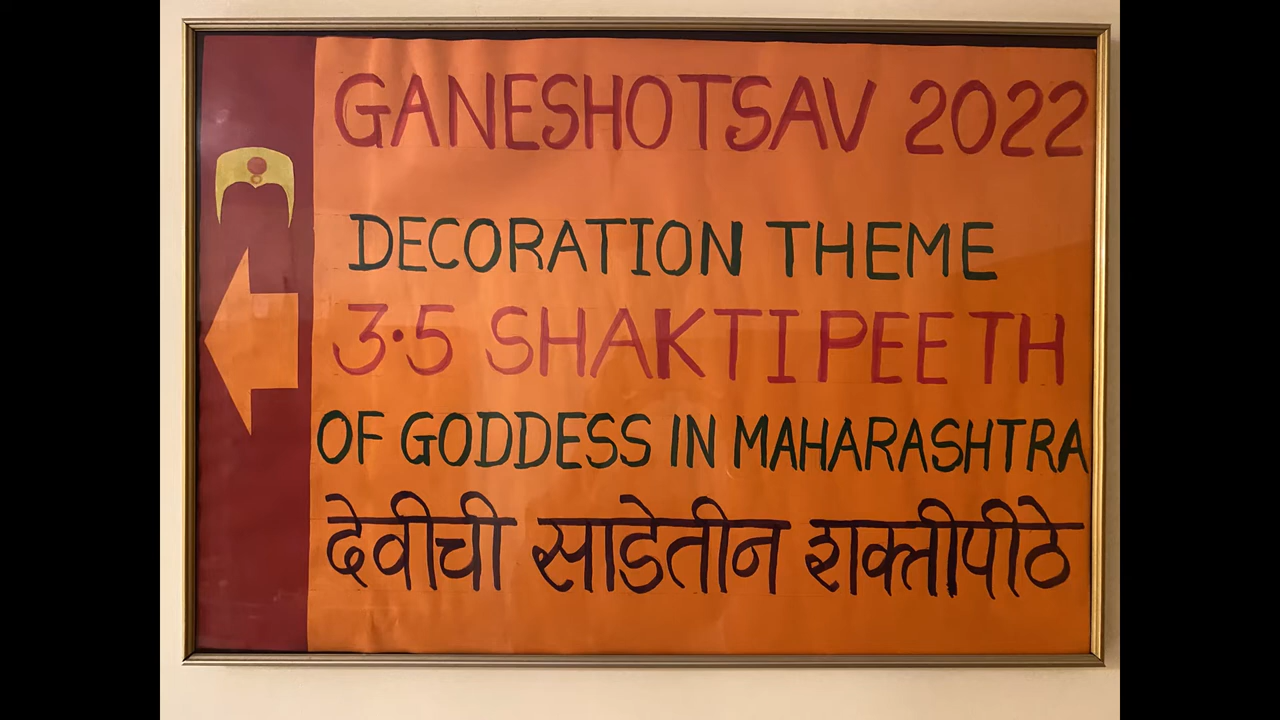 GANESHOTSAV 2022
DECORATION THEME
3.5 SHAKTIPEETH
OF GODDESS IN MAHARASHTRA
देवीची साडेतीन शक्तीपीठे